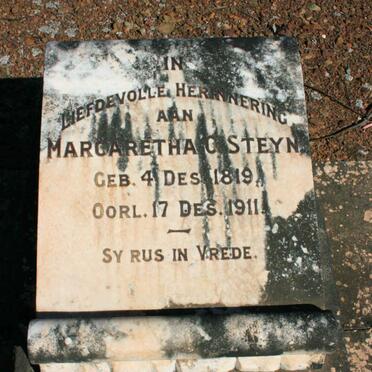 IN
LIEFDEVOLLE HERINNERING
AAN
MARGARETHA C. STEYN.
GEB. 4 DES. 1819,
OORL. 17 DES. 1911.
SY RUS IN VREDE.